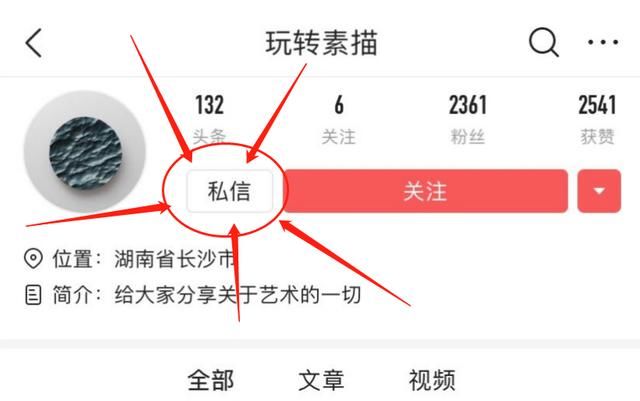 玩转素描
132 6 2361 2541
头条 关注 粉丝 获赞
私信 关注
位置：湖南省长沙市
简介：给大家分享关于艺术的一切
全部 文章 视频